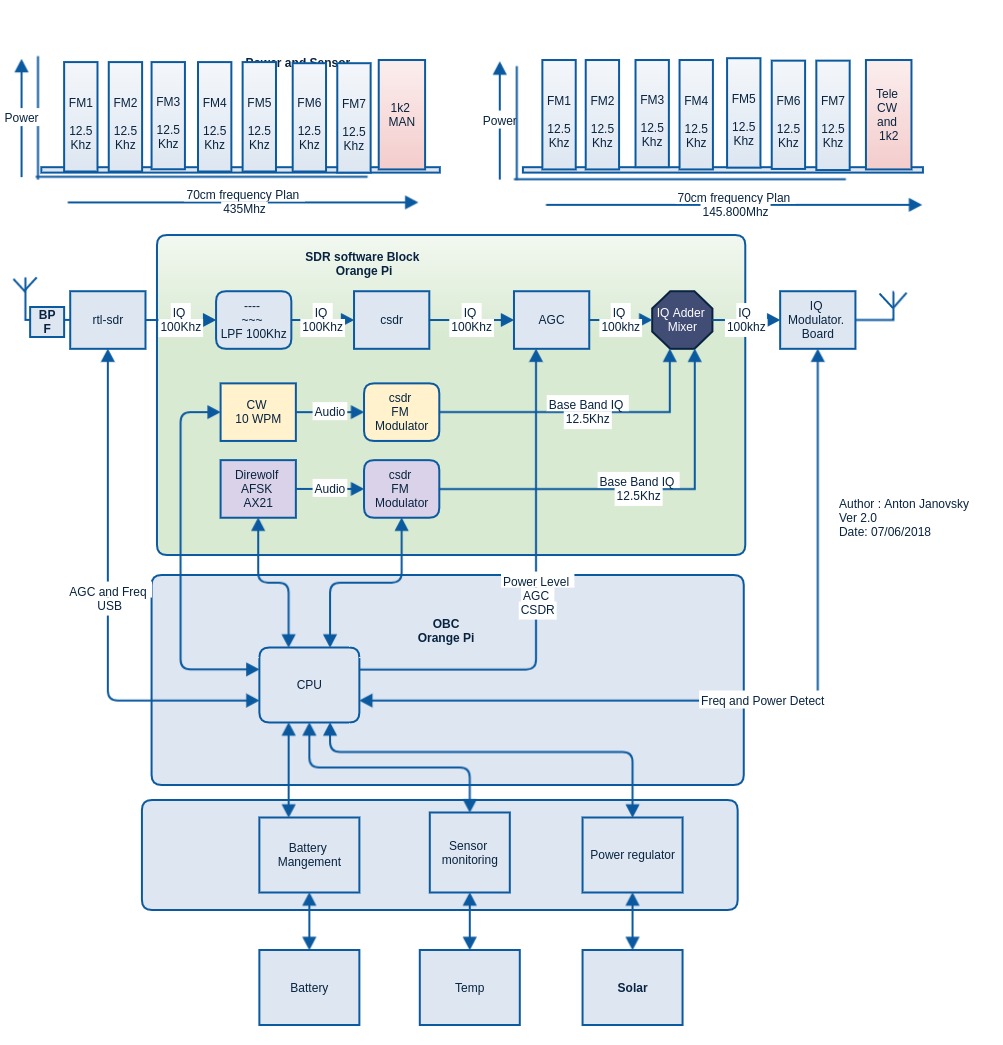 Power and Sensor
Power
FM1
12.5
Khz
FM2
12.5
Khz
FM3
12.5
Khz
FM4
12.5
Khz
FM5
12.5
Khz
FM6
12.5
Khz
FM7
12.5
Khz
1k2
MAN
70cm frequency Plan
435Mhz
Power
FM1
12.5
Khz
FM2
12.5
Khz
FM3
12.5
Khz
FM4
12.5
Khz
FM5
12.5
Khz
FM6
12.5
Khz
FM7
12.5
Khz
Tele
CW
and
1k2
70cm frequency Plan
145.800Mhz
SDR software Block
Orange Pi
BP
F
rtl-sdr
IQ
100Khz
----
~~~
LPF 100Khz
IQ
100Khz
csdr
IQ
100Khz
AGC
IQ
100khz
IQ Adder
Mixer
IQ
100khz
IQ
Modulator.
Board
CW
10 WPM
Audio
csdr
FM
Modulator
Base Band IQ
12.5Khz
Direwolf
AFSK
AX21
Audio
csdr
FM
Modulator
Base Band IQ
12.5Khz
Author : Anton Janovsky
Ver 2.0
Date: 07/06/2018
AGC and Freq
USB
Power Level
AGC
CSDR
OBC
Orange Pi
CPU
Freq and Power Detect
Battery
Mangement
Sensor
monitoring
Power regulator
Battery
Temp
Solar